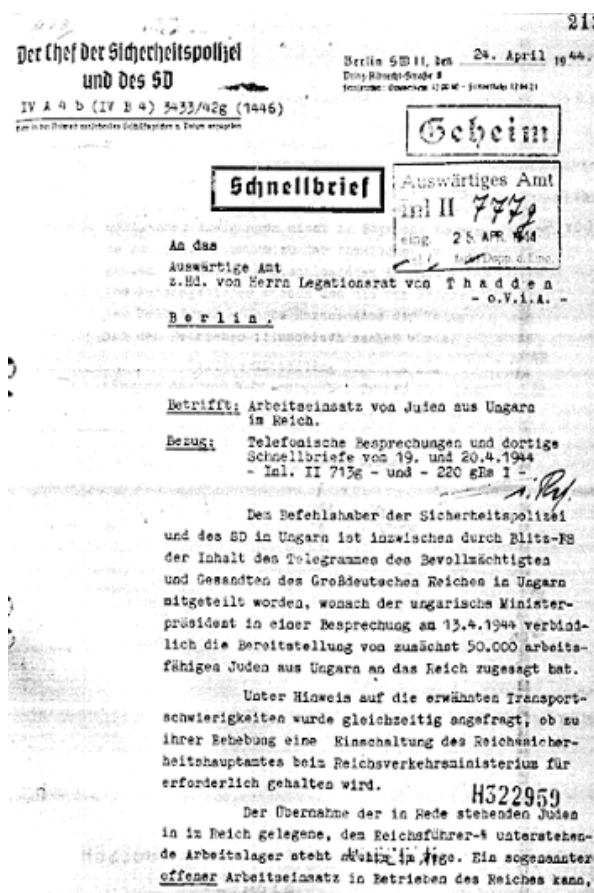 213
Der Chef der Sicherheitspolizei
und des SD
IV A 4 b (IV B 4) 3433/42g (1446)
Berlin SW 11, den 24. April 1944.
Prinz-Albrecht-Straße 8
Geheim
Schnellbrief
Auswärtiges Amt
Inl II 777g
eing. 25. APR. 1944
An das
Auswärtige Amt
z.Hd. von Herrn Legationsrat von T h a d d e n
- o.V.i.A. -
B e r l i n .
Betrifft: Arbeitseinsatz von Juden aus Ungarn
im Reich.
Bezug: Telefonische Besprechungen und dortige
Schnellbriefe vom 19. und 20.4.1944
- Inl. II 713g - und - 220 gRs I -
Dem Befehlshaber der Sicherheitspolizei
und des SD in Ungarn ist inzwischen durch Blitz-FS
der Inhalt des Telegrammes des Bevollmächtigten
und Gesandten des Großdeutschen Reiches in Ungarn
mitgeteilt worden, wonach der ungarische Minister-
präsident in einer Besprechung am 13.4.1944 verbind-
lich die Bereitstellung von zunächst 50.000 arbeits-
fähigen Juden aus Ungarn an das Reich zugesagt hat.
Unter Hinweis auf die erwähnten Transport-
schwierigkeiten wurde gleichzeitig angefragt, ob zu
ihrer Behebung eine Einschaltung des Reichssicher-
heitshauptamtes beim Reichsverkehrsministerium für
erforderlich gehalten wird.
H322959
Der Übernahme der in Rede stehenden Juden
in im Reich gelegene, dem Reichsführer-SS unterstehen-
de Arbeitslager steht nichts im Wege. Ein sogenannter
offener Arbeitseinsatz in Betrieben des Reiches kann,